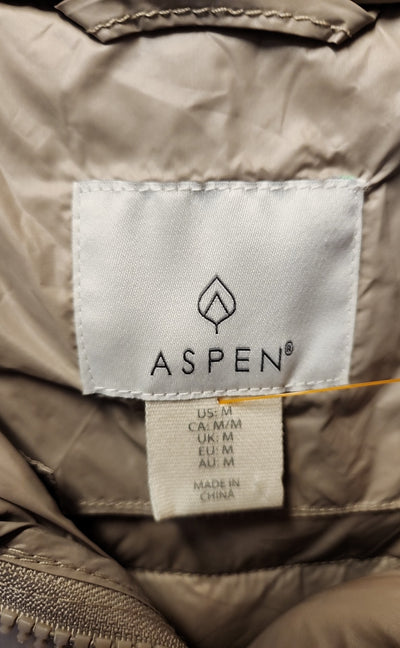 ASPEN®
US: M
CA: M/M
UK: M
EU: M
AU: M
MADE IN
CHINA